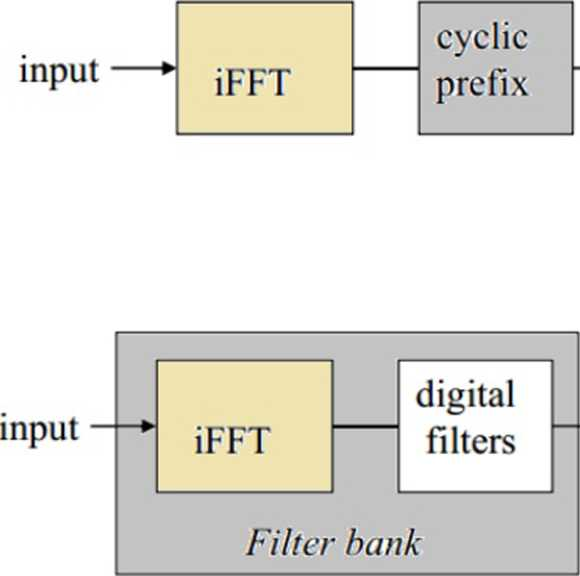 input
iFFT
cyclic
prefix
input
iFFT
digital
filters
Filter bank